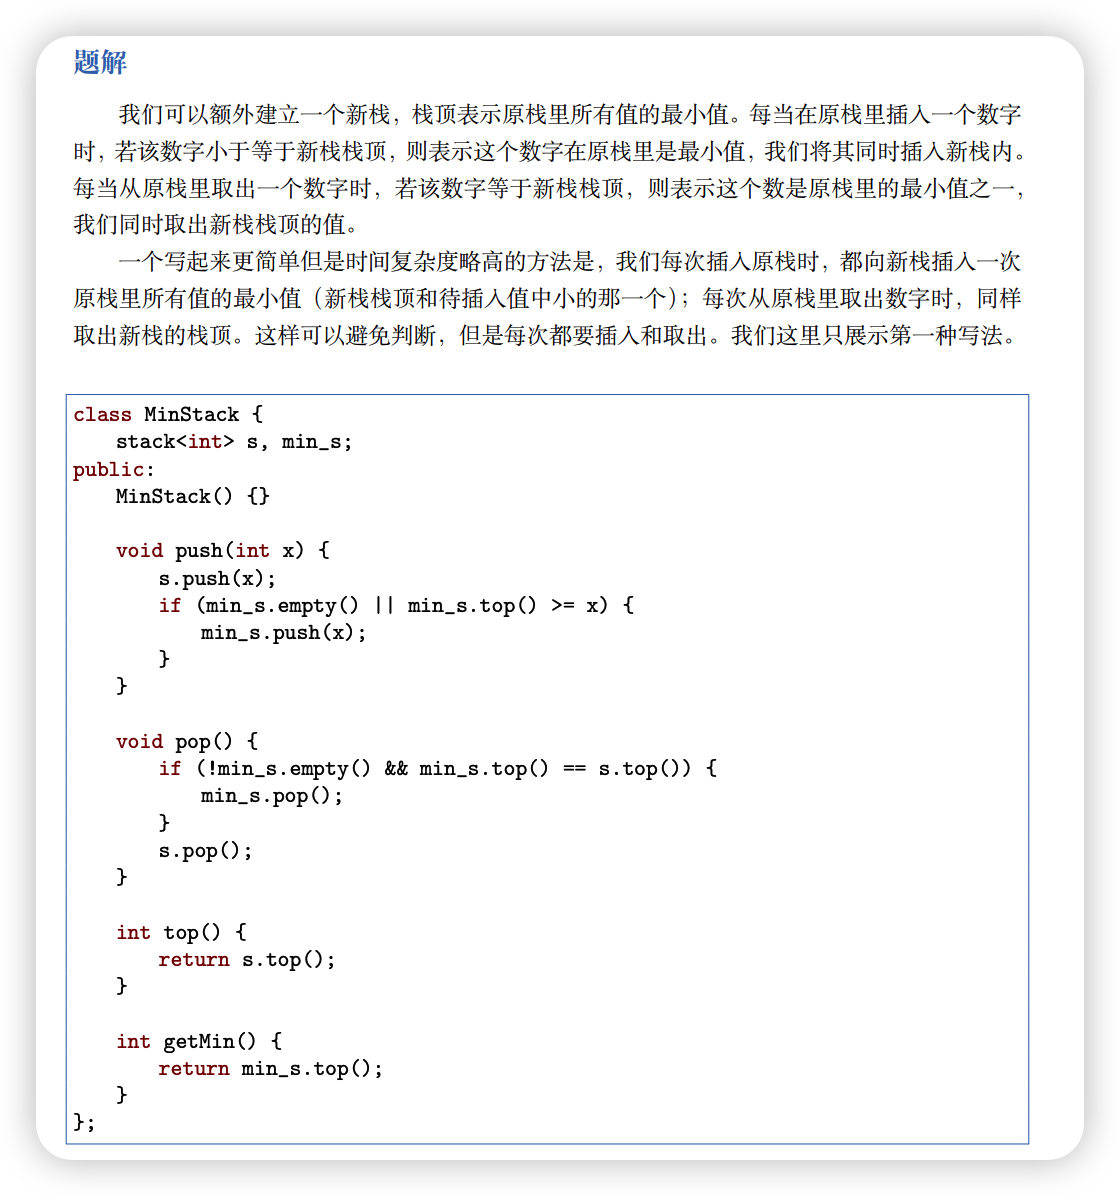 题解
我们可以额外建立一个新栈，栈顶表示原栈里所有值的最小值。每当在原栈里插入一个数字
时，若该数字小于等于新栈栈顶，则表示这个数字在原栈里是最小值，我们将其同时插入新栈内。
每当从原栈里取出一个数字时，若该数字等于新栈栈顶，则表示这个数是原栈里的最小值之一，
我们同时取出新栈栈顶的值。
一个写起来更简单但是时间复杂度略高的方法是，我们每次插入原栈时，都向新栈插入一次
原栈里所有值的最小值（新栈栈顶和待插入值中小的那一个）；每次从原栈里取出数字时，同样
取出新栈的栈顶。这样可以避免判断，但是每次都要插入和取出。我们这里只展示第一种写法。
class MinStack {
    stack<int> s, min_s;
public:
    MinStack() {}
    void push(int x) {
        s.push(x);
        if (min_s.empty() || min_s.top() >= x) {
            min_s.push(x);
        }
    }
    void pop() {
        if (!min_s.empty() && min_s.top() == s.top()) {
            min_s.pop();
        }
        s.pop();
    }
    int top() {
        return s.top();
    }
    int getMin() {
        return min_s.top();
    }
};